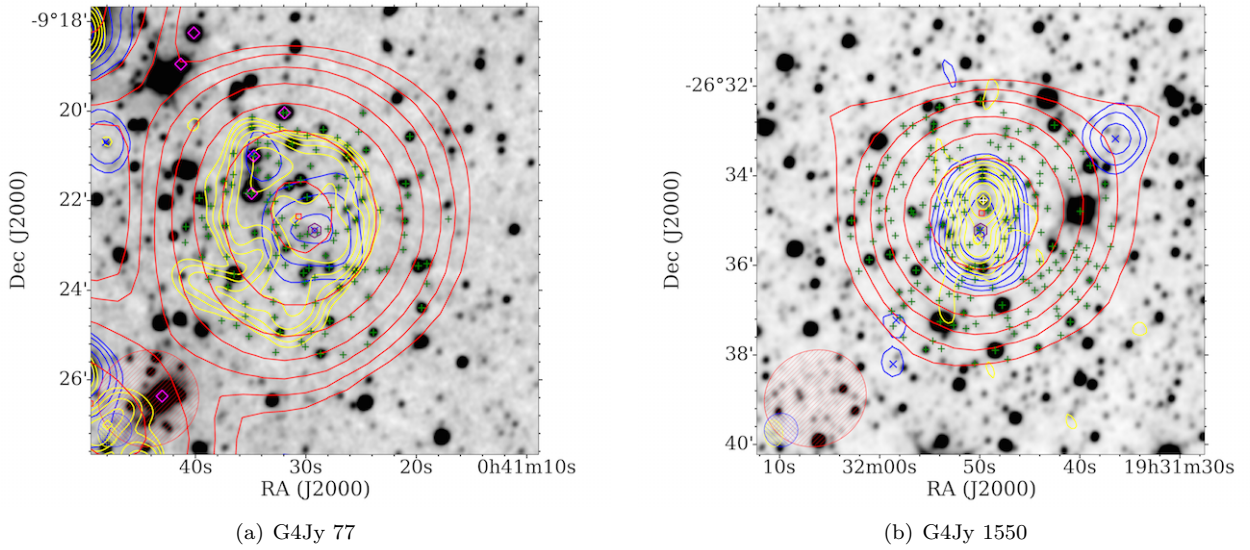 -9°18'
20'
22'
24'
26'
Dec (J2000)
40s
30s
20s
0h41m10s
RA (J2000)
(a) G4Jy 77
-26°32'
34'
36'
38'
40'
Dec (J2000)
10s
32m00s
50s
40s
19h31m30s
RA (J2000)
(b) G4Jy 1550